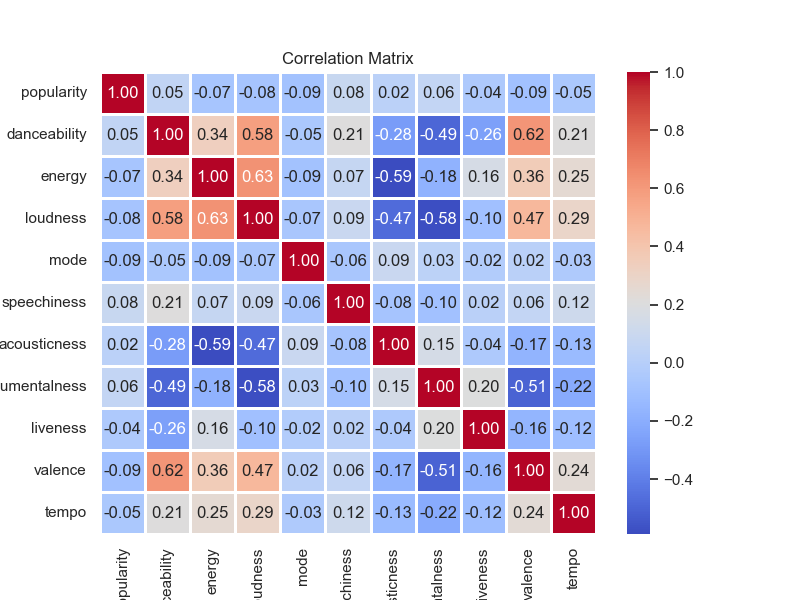 Correlation Matrix
popularity 1.00 0.05 -0.07 -0.08 -0.09 0.08 0.02 0.06 -0.04 -0.09 -0.05
danceability 0.05 1.00 0.34 0.58 -0.05 0.21 -0.28 -0.49 -0.26 0.62 0.21
energy -0.07 0.34 1.00 0.63 -0.09 0.07 -0.59 -0.18 0.16 0.36 0.25
loudness -0.08 0.58 0.63 1.00 -0.07 0.09 -0.47 -0.58 -0.10 0.47 0.29
mode -0.09 -0.05 -0.09 -0.07 1.00 -0.06 0.09 0.03 -0.02 0.02 -0.03
speechiness 0.08 0.21 0.07 0.09 -0.06 1.00 -0.08 -0.10 0.02 0.06 0.12
acousticness 0.02 -0.28 -0.59 -0.47 0.09 -0.08 1.00 0.15 -0.04 -0.17 -0.13
umentalness 0.06 -0.49 -0.18 -0.58 0.03 -0.10 0.15 1.00 0.20 -0.51 -0.22
liveness -0.04 -0.26 0.16 -0.10 -0.02 0.02 -0.04 0.20 1.00 -0.16 -0.12
valence -0.09 0.62 0.36 0.47 0.02 0.06 -0.17 -0.51 -0.16 1.00 0.24
tempo -0.05 0.21 0.25 0.29 -0.03 0.12 -0.13 -0.22 -0.12 0.24 1.00
opularity ceability energy udness mode chiness sticness ntalness iveness valence tempo
1.0
0.8
0.6
0.4
0.2
0.0
-0.2
-0.4